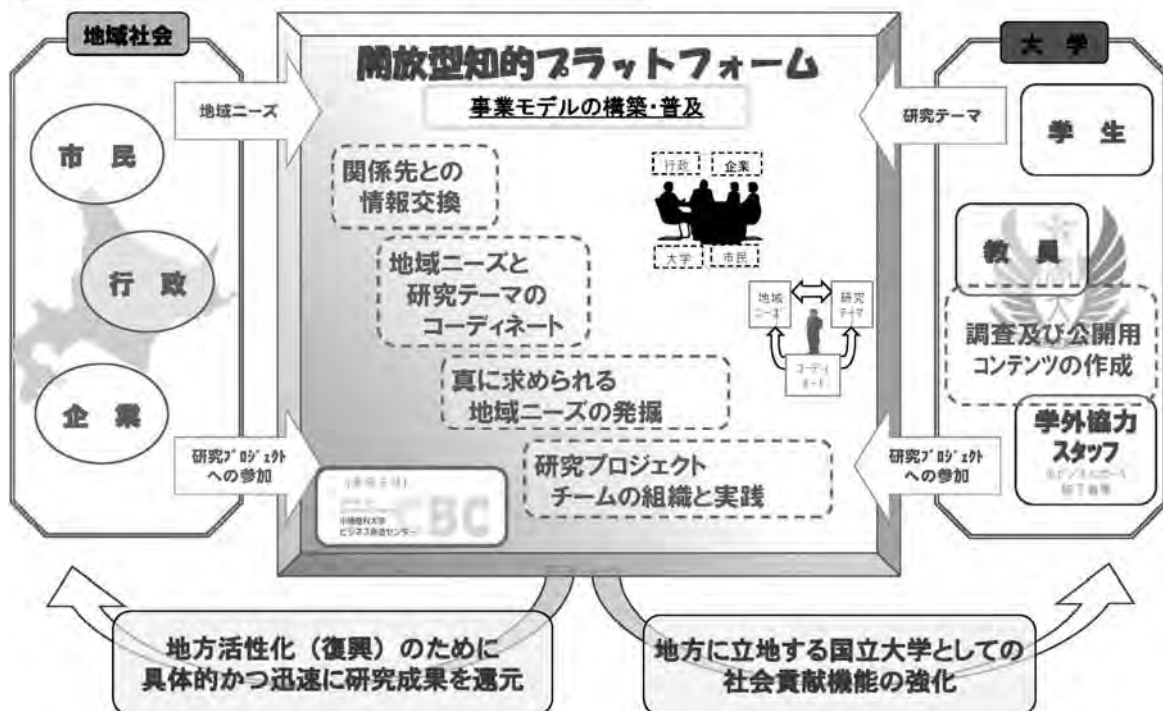 地域社会
市 民
行 政
企 業
地域ニーズ
研究プロジェクト
への参加
開放型知的プラットフォーム
事業モデルの構築・普及
関係先との
情報交換
地域ニーズと
研究テーマの
コーディネート
真に求められる
地域ニーズの発掘
研究プロジェクト
チームの組織と実践
行政
企業
大学
市民
地域
ニーズ
研究
テーマ
コーディ
ネート
小樽商科大学
ビジネス創造センター
CBC
大 学
研究テーマ
学 生
教 員
調査及び公開用
コンテンツの作成
学外協力
スタッフ
研究プロジェクト
への参加
地方活性化（復興）のために
具体的かつ迅速に研究成果を還元
地方に立地する国立大学としての
社会貢献機能の強化